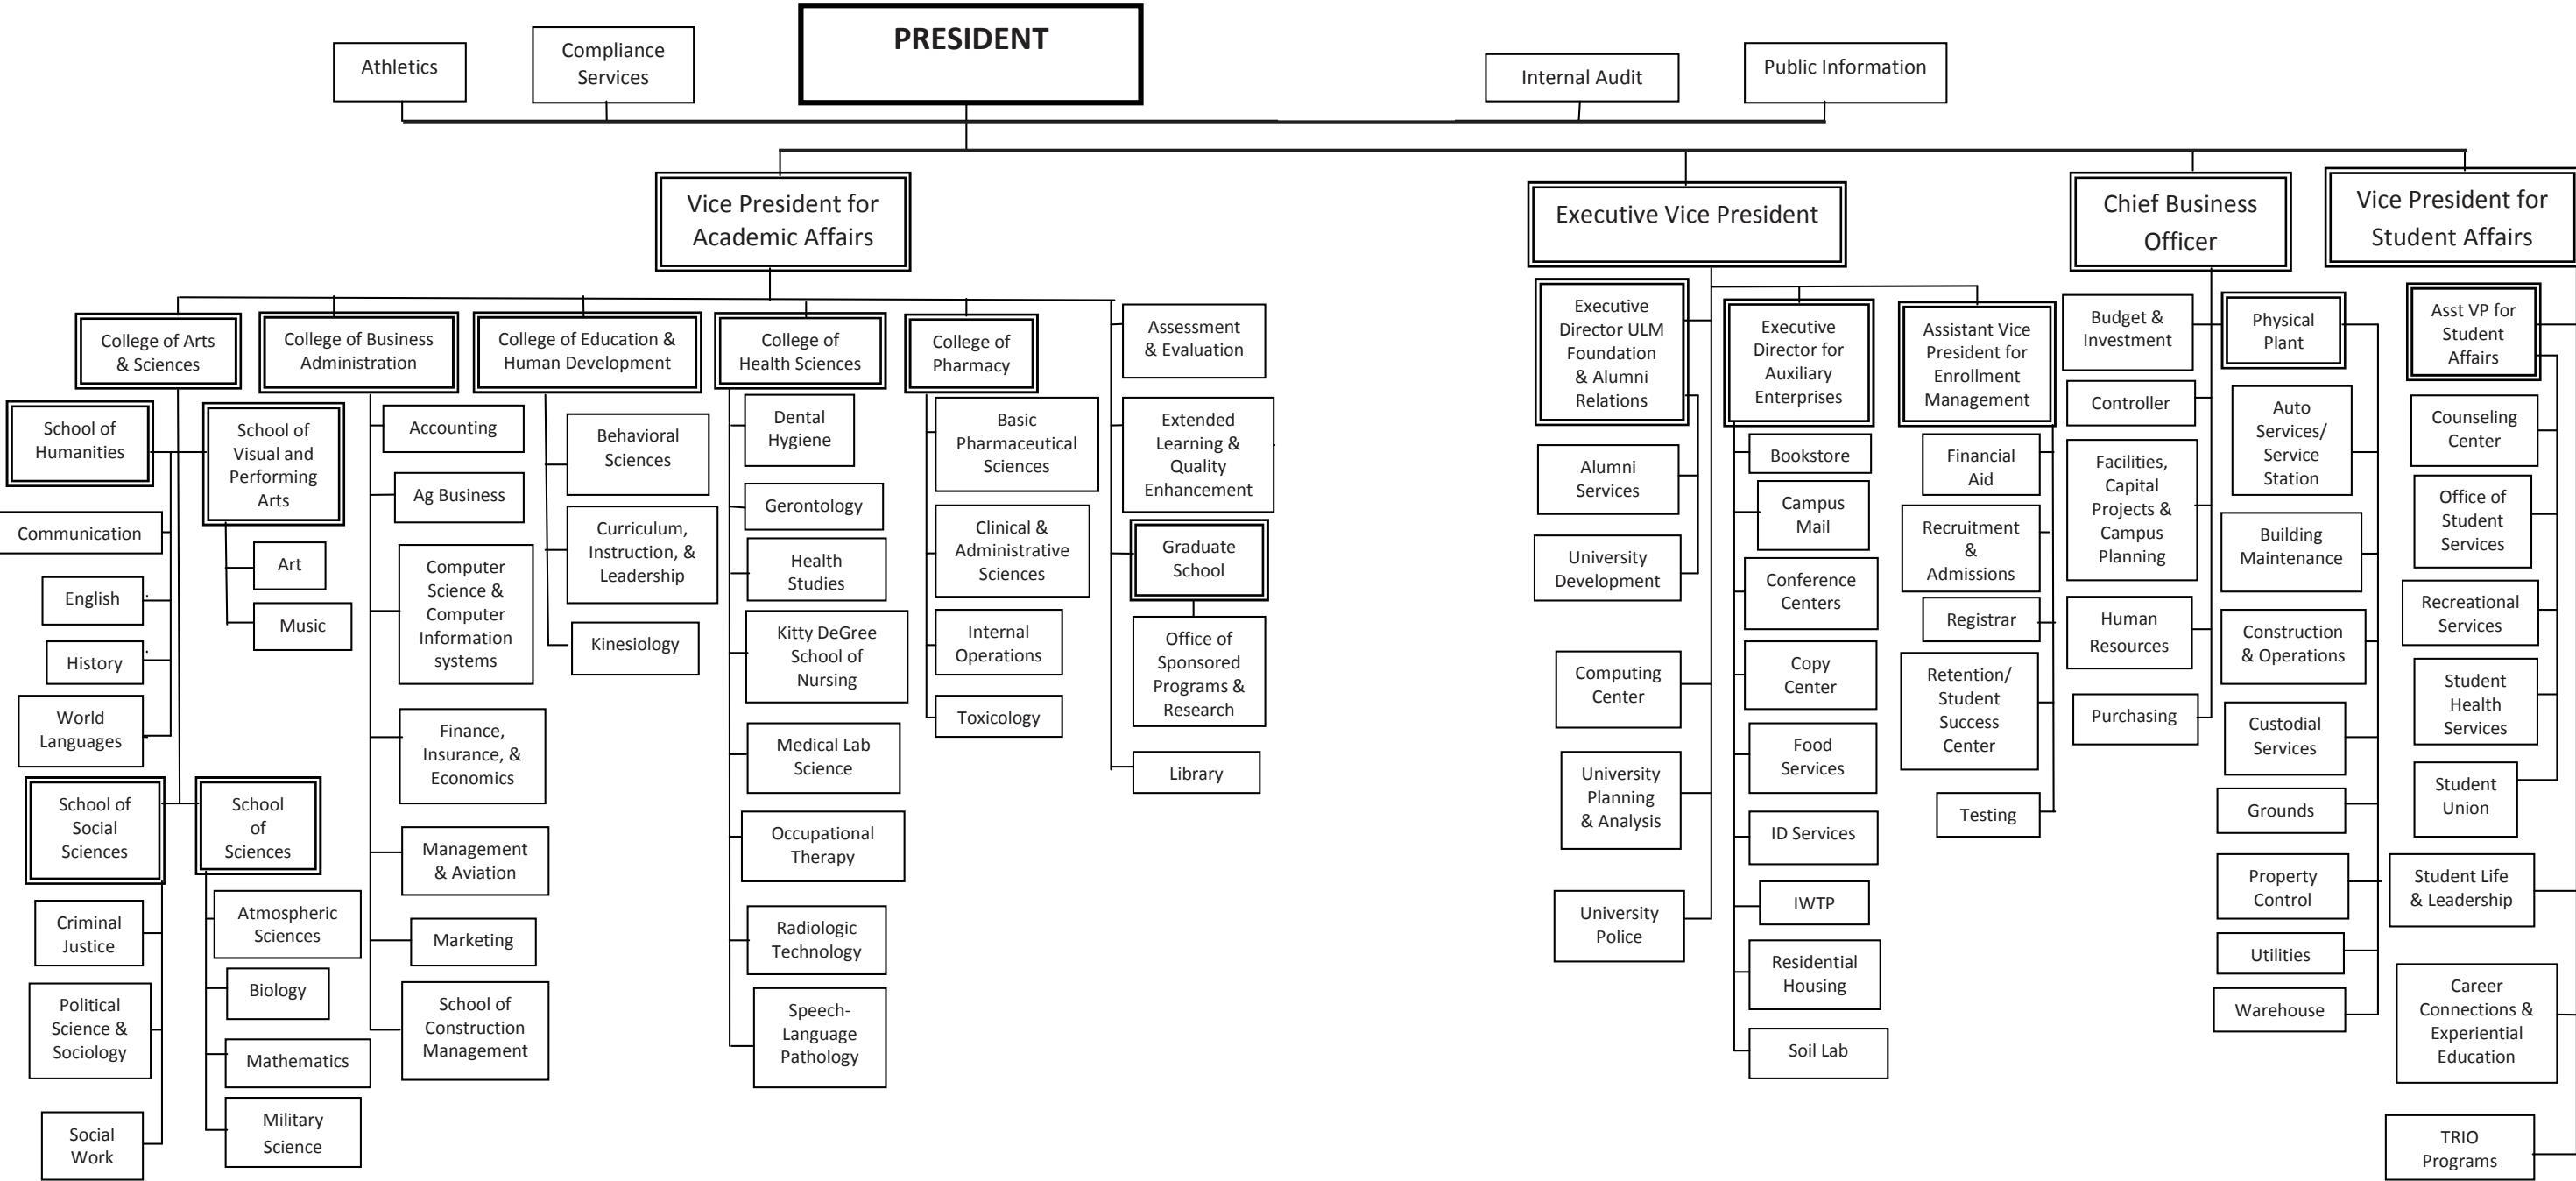 PRESIDENT
Athletics
Compliance
Services
Internal Audit
Public Information
Vice President for
Academic Affairs
Executive Vice President
Chief Business
Officer
Vice President for
Student Affairs
College of Arts
& Sciences
School of
Humanities
Communication
English
History
World
Languages
School of
Visual and
Performing
Arts
Art
Music
School of
Social
Sciences
Criminal
Justice
Political
Science &
Sociology
Social
Work
School
of
Sciences
Atmospheric
Sciences
Biology
Mathematics
Military
Science
College of Business
Administration
Accounting
Ag Business
Computer
Science &
Computer
Information
systems
Finance,
Insurance, &
Economics
Management
& Aviation
Marketing
School of
Construction
Management
College of Education &
Human Development
Behavioral
Sciences
Curriculum,
Instruction, &
Leadership
Kinesiology
College of
Health Sciences
Dental
Hygiene
Gerontology
Health
Studies
Kitty DeGree
School of
Nursing
Medical Lab
Science
Occupational
Therapy
Radiologic
Technology
Speech-
Language
Pathology
College of
Pharmacy
Basic
Pharmaceutical
Sciences
Clinical &
Administrative
Sciences
Internal
Operations
Toxicology
Assessment
& Evaluation
Extended
Learning &
Quality
Enhancement
Graduate
School
Office of
Sponsored
Programs &
Research
Library
Executive
Director ULM
Foundation
& Alumni
Relations
Alumni
Services
University
Development
Computing
Center
University
Planning
& Analysis
University
Police
Executive
Director for
Auxiliary
Enterprises
Bookstore
Campus
Mail
Conference
Centers
Copy
Center
Food
Services
ID Services
IWTP
Residential
Housing
Soil Lab
Assistant Vice
President for
Enrollment
Management
Financial
Aid
Recruitment
&
Admissions
Registrar
Retention/
Student
Success
Center
Testing
Budget &
Investment
Controller
Facilities,
Capital
Projects &
Campus
Planning
Human
Resources
Purchasing
Physical
Plant
Auto
Services/
Service
Station
Building
Maintenance
Construction
& Operations
Custodial
Services
Grounds
Property
Control
Utilities
Warehouse
Asst VP for
Student
Affairs
Counseling
Center
Office of
Student
Services
Recreational
Services
Student
Health
Services
Student
Union
Student Life
& Leadership
Career
Connections &
Experiential
Education
TRIO
Programs